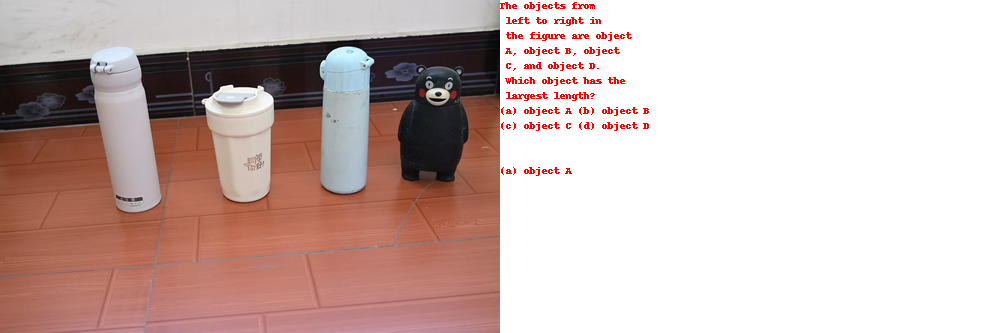 The objects from
left to right in
the figure are object
A, object B, object
C, and object D.
Which object has the
largest length?
(a) object A (b) object B
(c) object C (d) object D
(a) object A